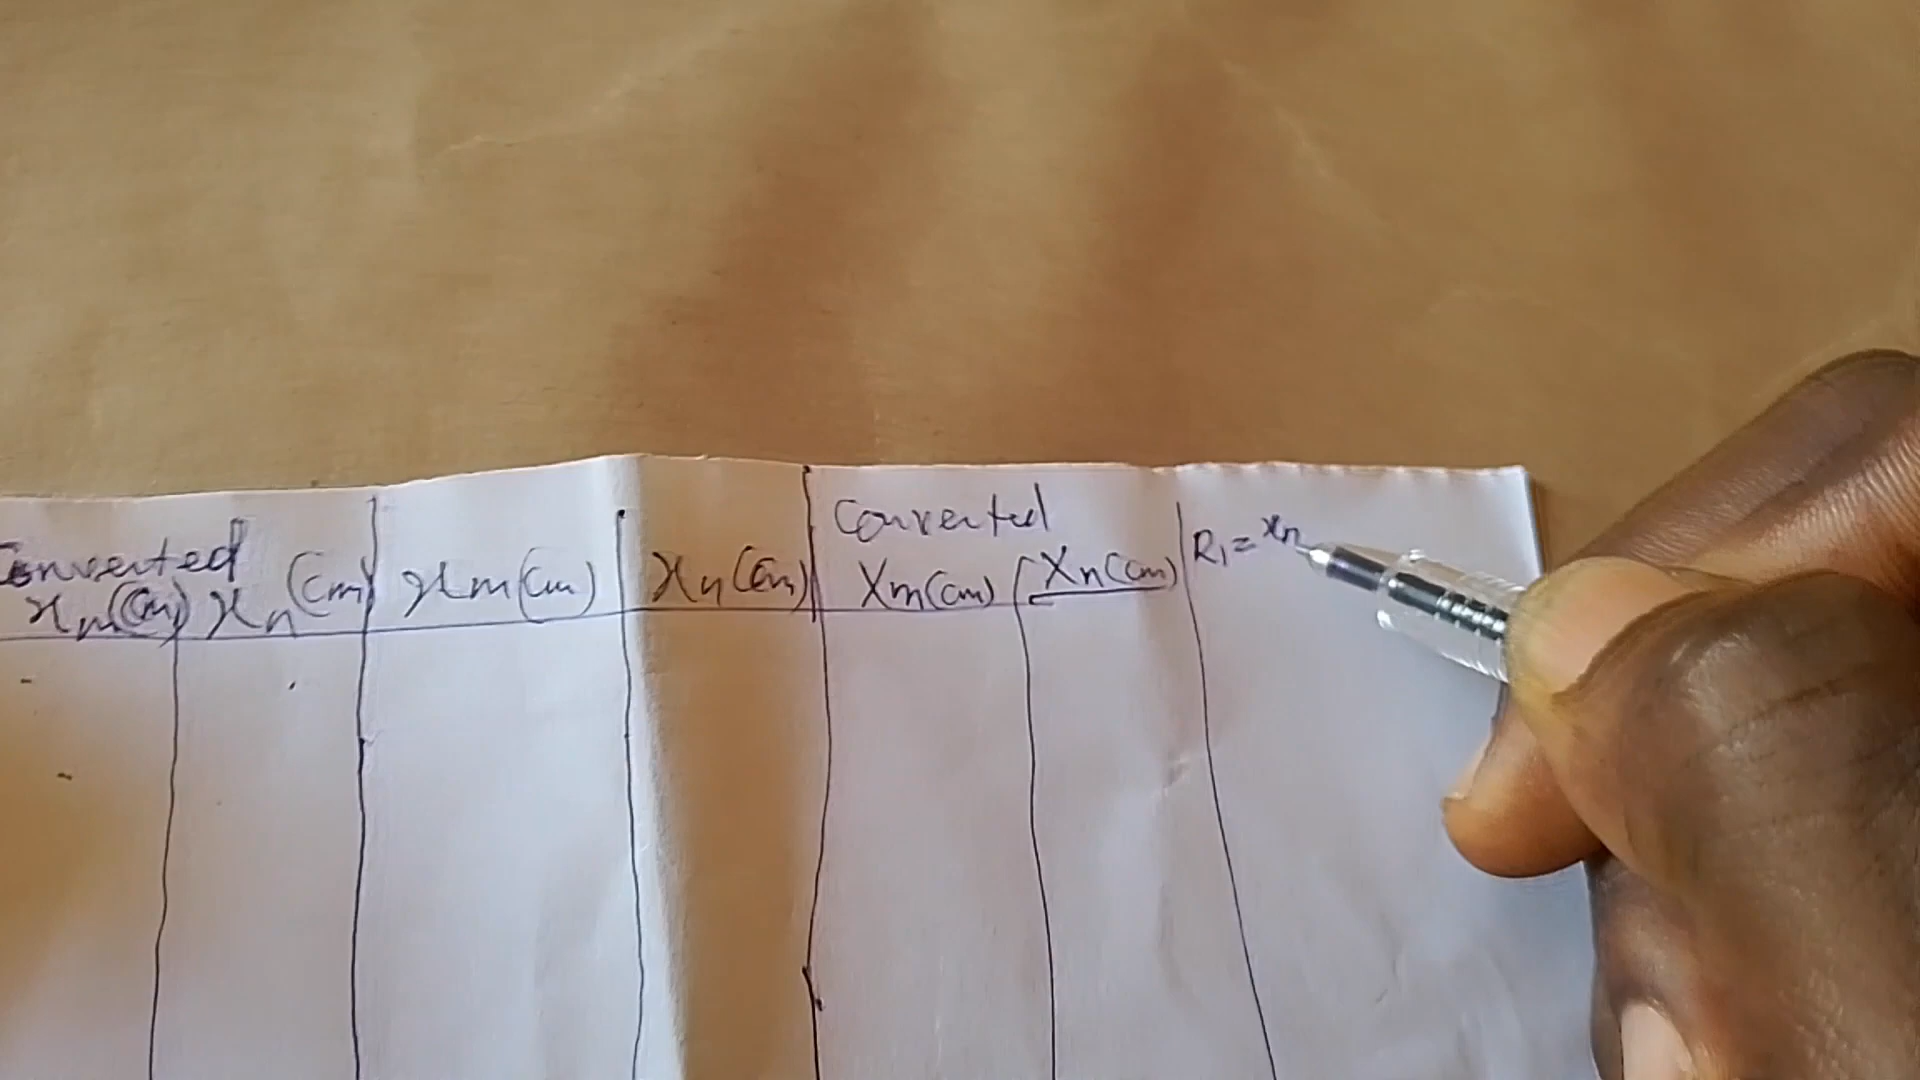 Converted
xm(cm) xn(cm) xm(cm) xn(cm)
Converted
Xm(cm) Xn(cm)
R1 = xn